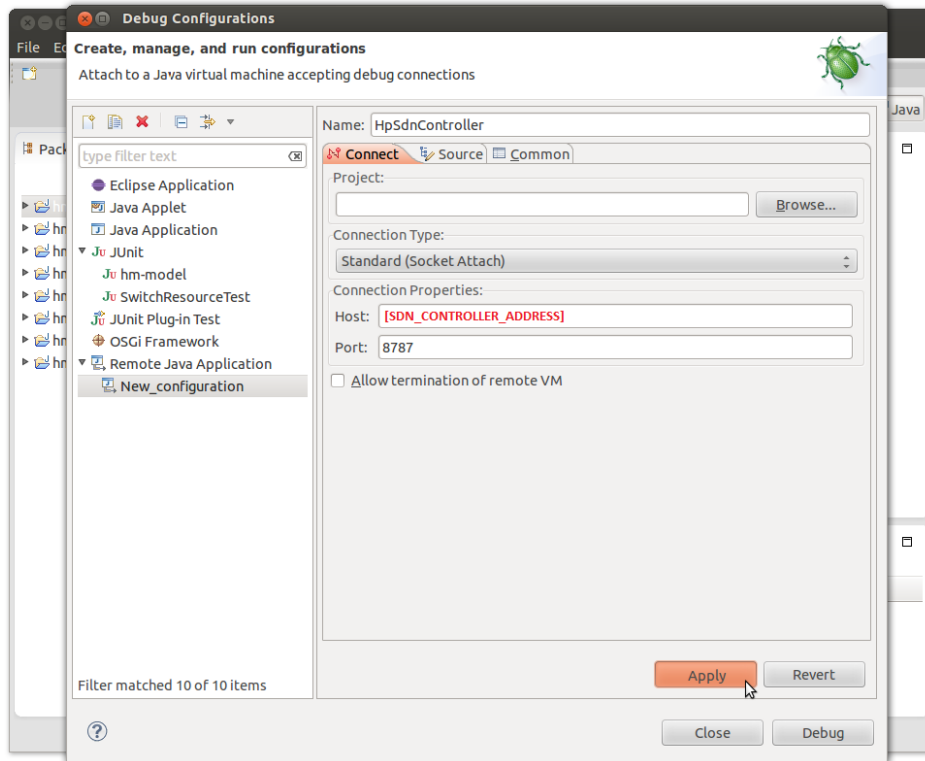 Debug Configurations
File Ed
Create, manage, and run configurations
Attach to a Java virtual machine accepting debug connections
Java
Name: HpSdnController
Pack
type filter text
Connect Source Common
Project:
Eclipse Application
Java Applet
Browse...
Java Application
Connection Type:
JUnit
Standard (Socket Attach)
hm-model
Connection Properties:
SwitchResourceTest
Host: [SDN_CONTROLLER_ADDRESS]
JUnit Plug-in Test
OSGi Framework
Port: 8787
Remote Java Application
Allow termination of remote VM
New_configuration
Filter matched 10 of 10 items
Apply Revert
Close Debug